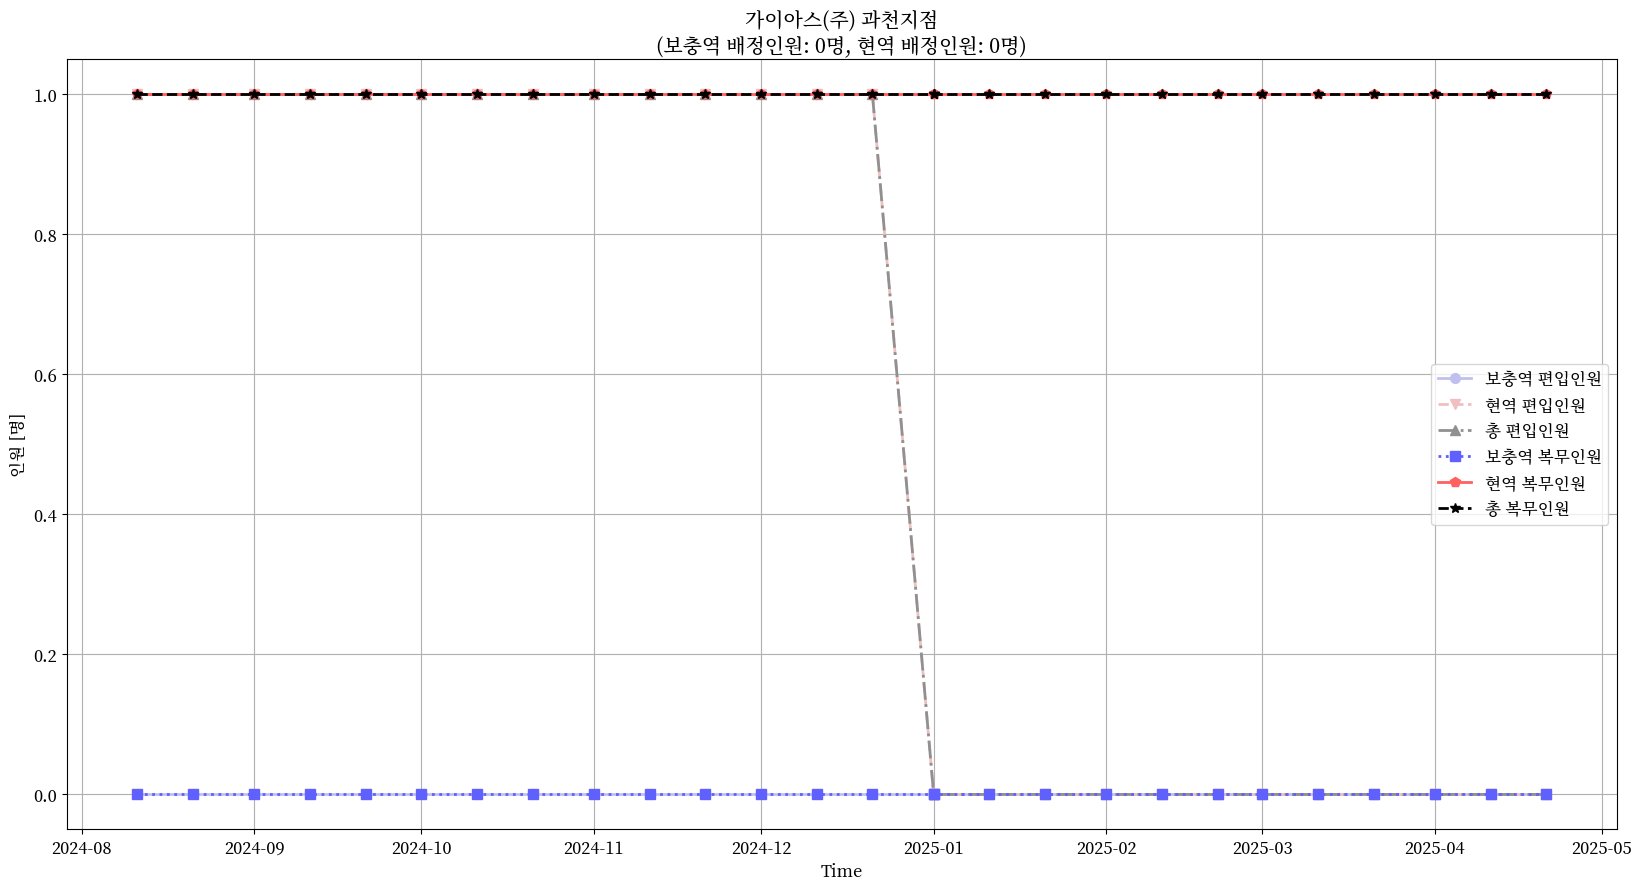 가이아스(주) 과천지점
(보충역 배정인원: 0명, 현역 배정인원: 0명)
인원 [명]
1.0
0.8
0.6
0.4
0.2
0.0
보충역 편입인원
현역 편입인원
총 편입인원
보충역 복무인원
현역 복무인원
총 복무인원
2024-08
2024-09
2024-10
2024-11
2024-12
2025-01
2025-02
2025-03
2025-04
2025-05
Time